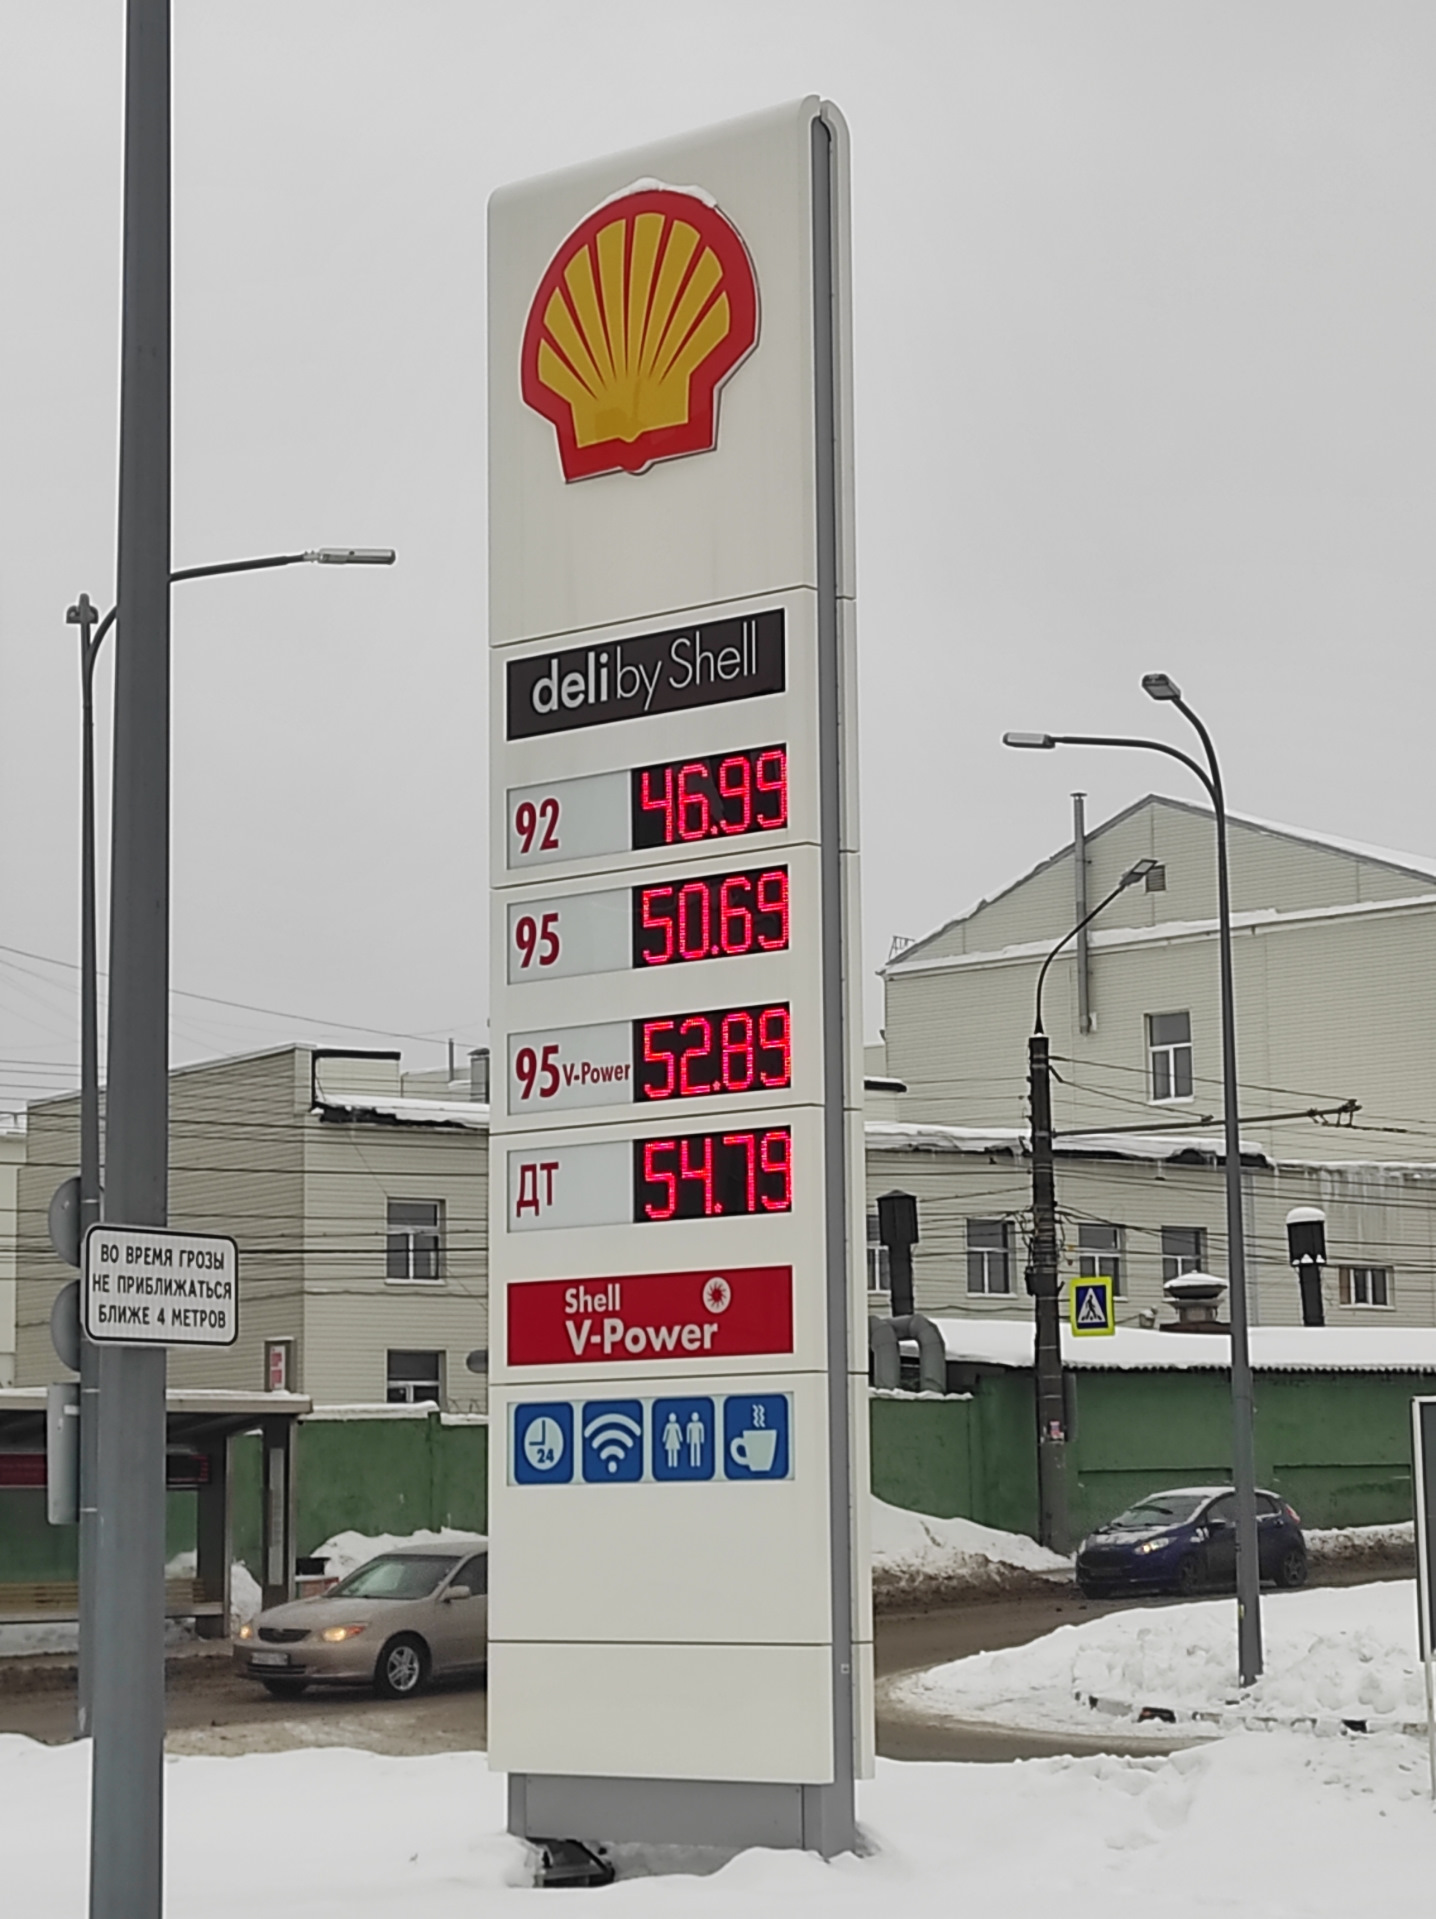 deli by Shell
92 46.99
95 50.69
95 V-Power 52.89
ДТ 54.79
Shell
V-Power
24
ВО ВРЕМЯ ГРОЗЫ
НЕ ПРИБЛИЖАТЬСЯ
БЛИЖЕ 4 МЕТРОВ